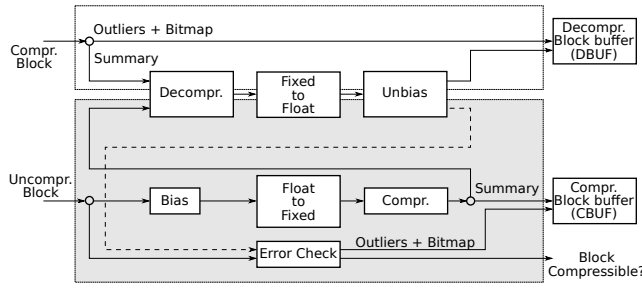 Outliers + Bitmap
Compr.
Block
Summary
Decompr.
Block buffer
(DBUF)
Decompr.
Fixed
to
Float
Unbias
Uncompr.
Block
Bias
Float
to
Fixed
Compr.
Summary
Compr.
Block buffer
(CBUF)
Error Check
Outliers + Bitmap
Block
Compressible?